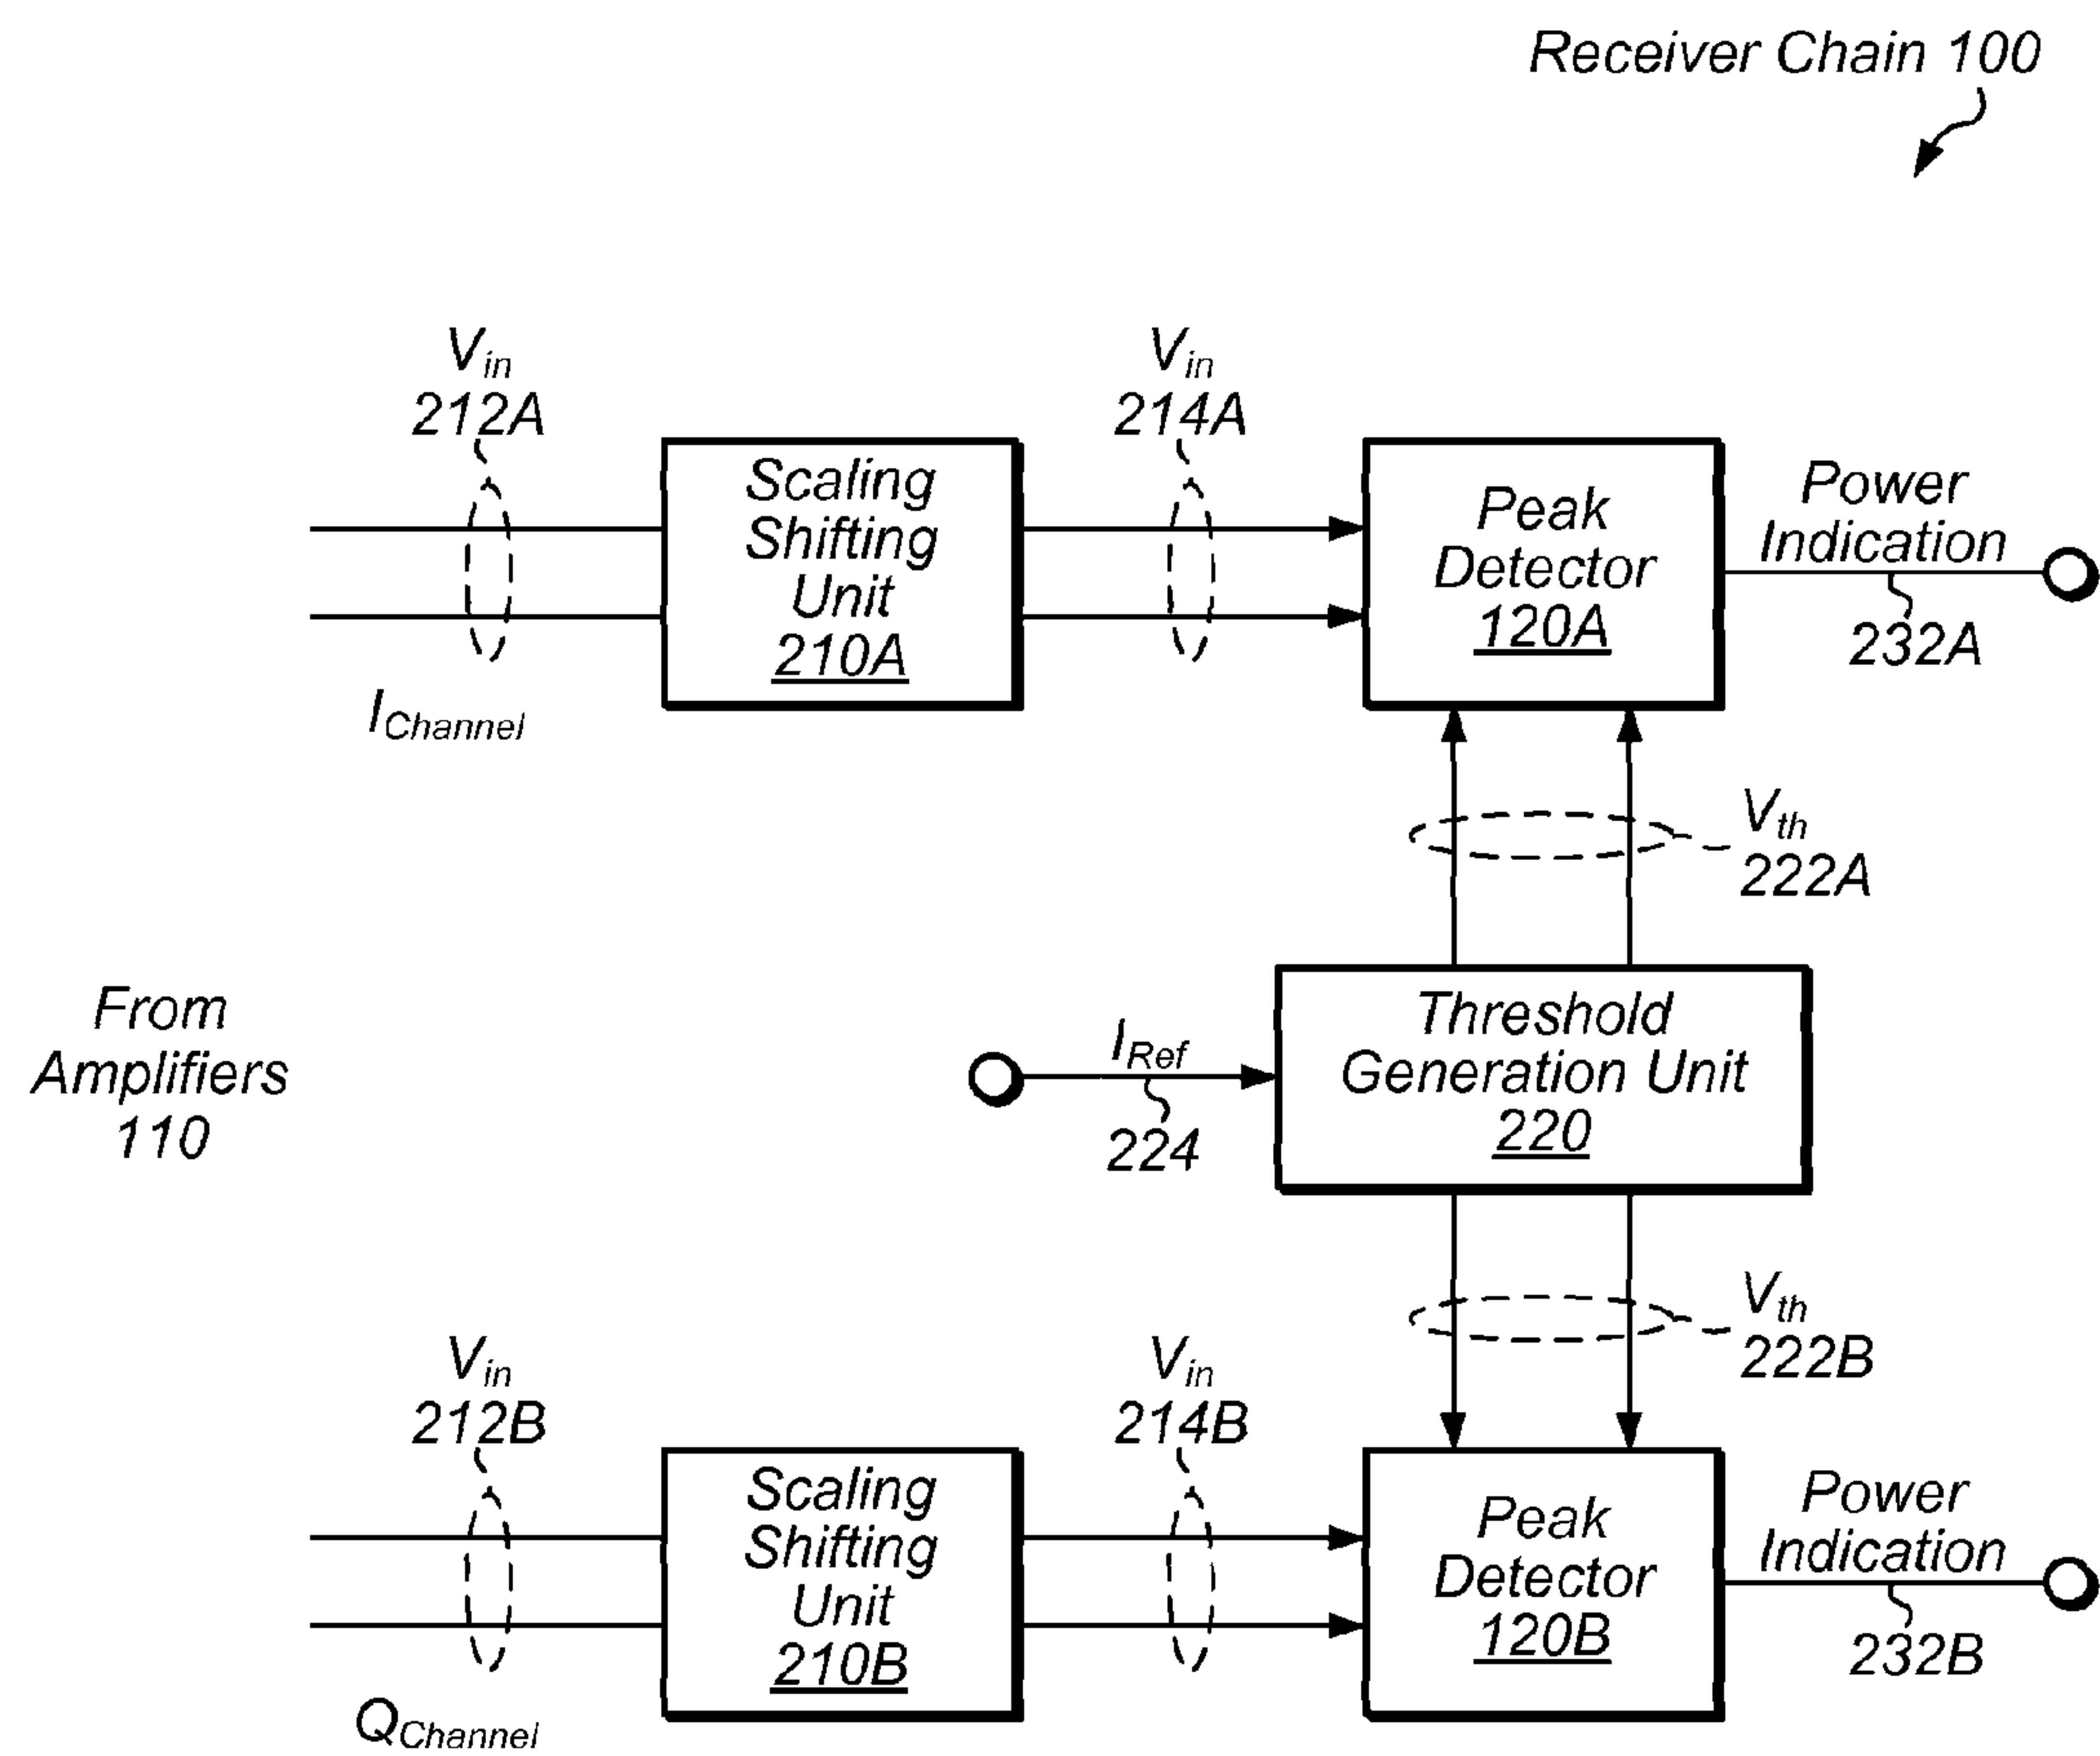 Receiver Chain 100
Vin
212A
Vin
214A
Scaling
Shifting
Unit
210A
Peak
Detector
120A
Power
Indication
232A
IChannel
Vth
222A
From
Amplifiers
110
IRef
224
Threshold
Generation Unit
220
Vth
222B
Vin
212B
Vin
214B
Scaling
Shifting
Unit
210B
Peak
Detector
120B
Power
Indication
232B
QChannel